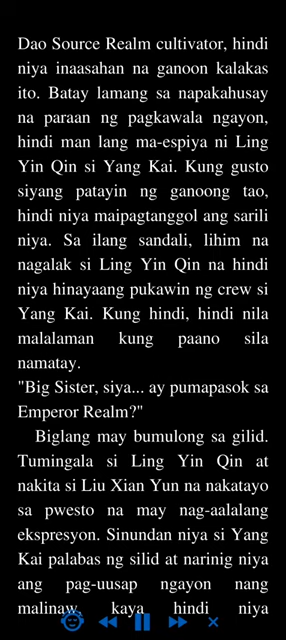 Dao Source Realm cultivator, hindi
niya inaasahan na ganoon kalakas
ito. Batay lamang sa napakahusay
na paraan ng pagkawala ngayon,
hindi man lang ma-espiya ni Ling
Yin Qin si Yang Kai. Kung gusto
siyang patayin ng ganoong tao,
hindi niya maipagtanggol ang sarili
niya. Sa ilang sandali, lihim na
nagalak si Ling Yin Qin na hindi
niya hinayaang pukawin ng crew si
Yang Kai. Kung hindi, hindi nila
malalaman kung paano sila
namatay.
"Big Sister, siya... ay pumapasok sa
Emperor Realm?"
Biglang may bumulong sa gilid.
Tumingala si Ling Yin Qin at
nakita si Liu Xian Yun na nakatayo
sa pwesto na may nag-aalalang
ekspresyon. Sinundan niya si Yang
Kai palabas ng silid at narinig niya
ang pag-uusap ngayon nang
malinaw, kaya hindi niya